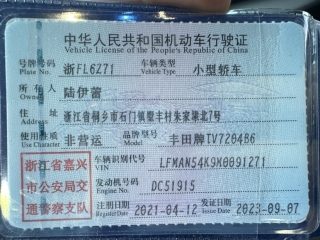 中华人民共和国机动车行驶证
Vehicle License of the People's Republic of China
号牌号码 浙FL6Z71 车辆类型 小型轿车
Plate No. Vehicle Type
所有人 陆伊蕾
Owner
住址 浙江省桐乡市石门镇墅丰村朱家渠北7号
Address
使用性质 非营运 品牌型号 丰田牌TV7204B6
Use Character Model
浙江省嘉兴
市公安局交
通警察支队
车辆识别代号 LFMAN54K9M0091271
VIN
发动机号码 DC51915
Engine No.
注册日期 2021-04-12 发证日期 2023-09-07
Register Date Issue Date